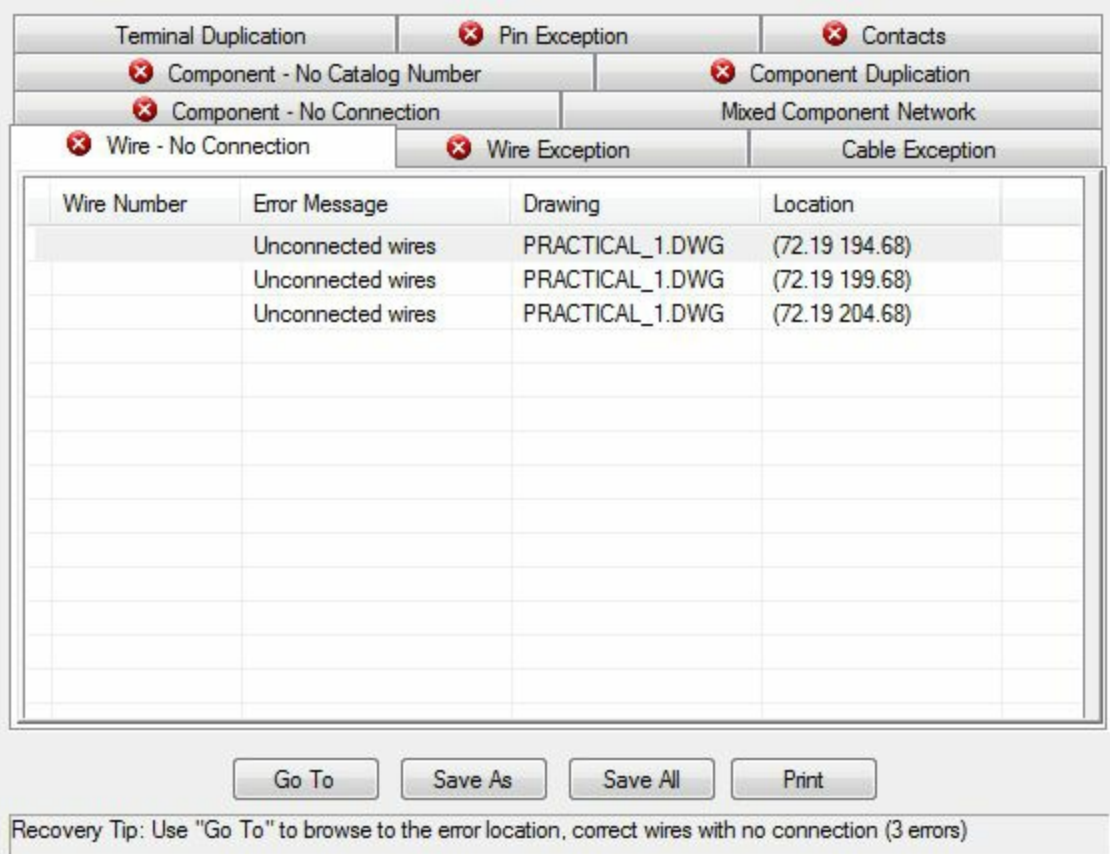 Terminal Duplication Pin Exception Contacts
Component - No Catalog Number Component Duplication
Component - No Connection Mixed Component Network
Wire - No Connection Wire Exception Cable Exception
Wire Number Error Message Drawing Location
Unconnected wires PRACTICAL_1.DWG (72.19 194.68)
Unconnected wires PRACTICAL_1.DWG (72.19 199.68)
Unconnected wires PRACTICAL_1.DWG (72.19 204.68)
Go To Save As Save All Print
Recovery Tip: Use "Go To" to browse to the error location, correct wires with no connection (3 errors)